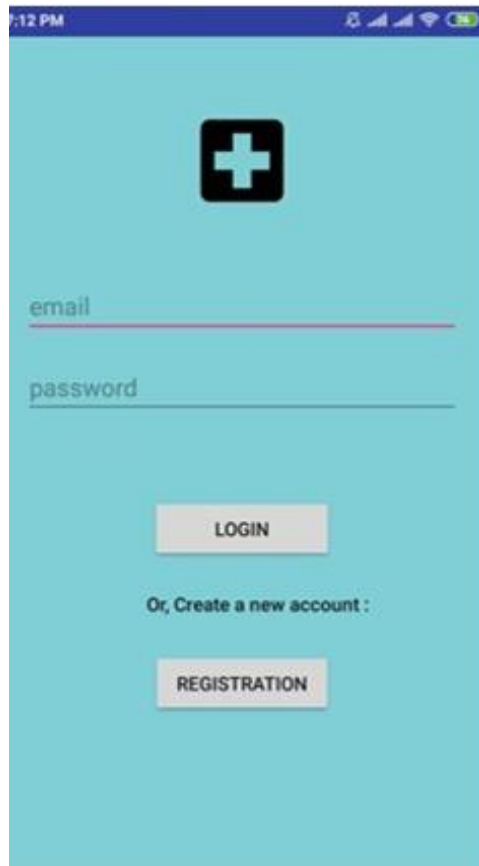 7:12 PM
email
password
LOGIN
Or, Create a new account :
REGISTRATION